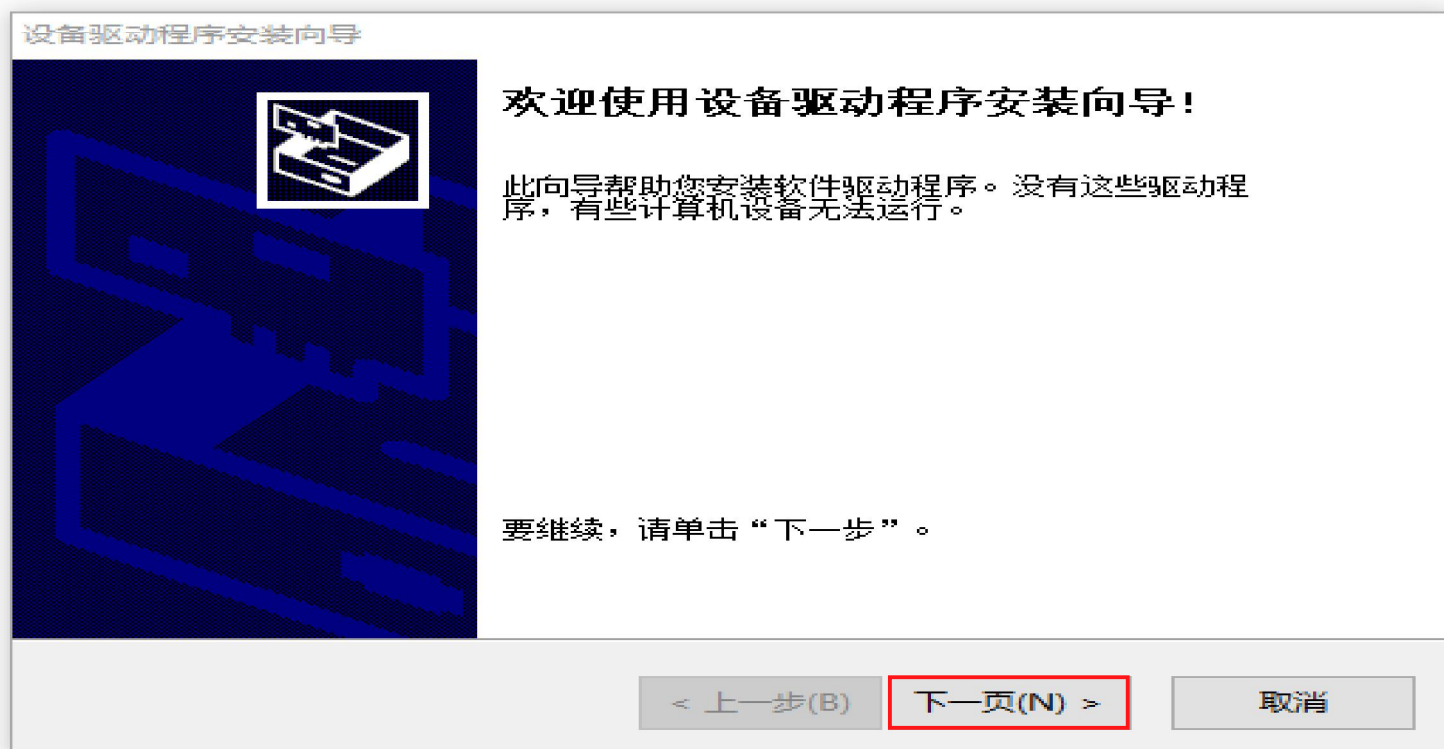 设备驱动程序安装向导
欢迎使用设备驱动程序安装向导!
此向导帮助您安装软件驱动程序。没有这些驱动程
序，有些计算机设备无法运行。
要继续，请单击“下一步”。
< 上一步(B)
下一页(N) >
取消